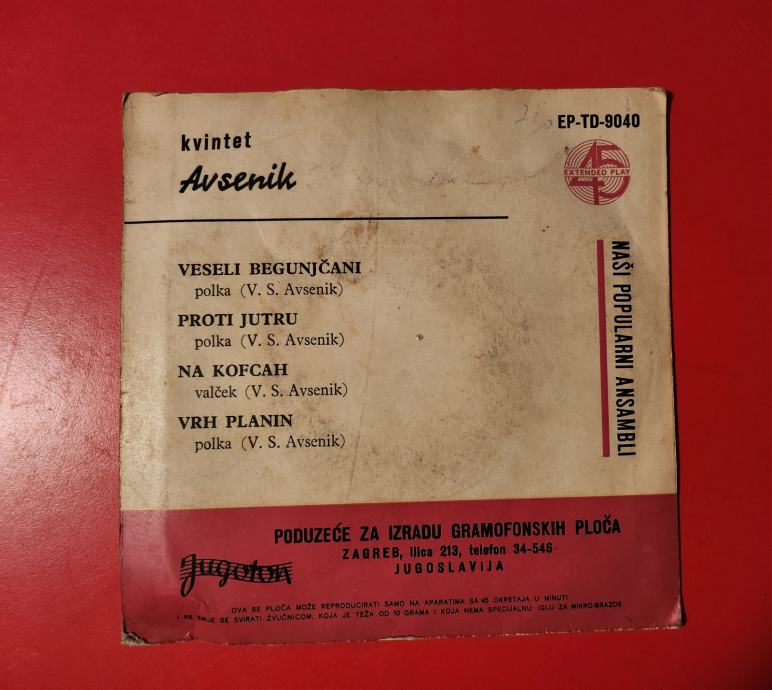 EP-TD-9040
kvintet
Avsenik
45
EXTENDED PLAY
VESELI BEGUNJČANI
polka (V. S. Avsenik)
PROTI JUTRU
polka (V. S. Avsenik)
NA KOFCAH
valček (V. S. Avsenik)
VRH PLANIN
polka (V. S. Avsenik)
NAŠI POPULARNI ANSAMBLI
PODUZEĆE ZA IZRADU GRAMOFONSKIH PLOČA
ZAGREB, Ilica 213, telefon 34-546
JUGOSLAVIJA
Jugoton
OVA SE PLOČA MOŽE REPRODUCIRATI SAMO NA APARATIMA SA 45 OKRETAJA U MINUTI
I NE SMIJE SE SVIRATI ZVUČNICOM, KOJA JE TEŽA OD 10 GRAMA I KOJA NEMA SPECIJALNU IGLU ZA MIKRO-BRAZDE